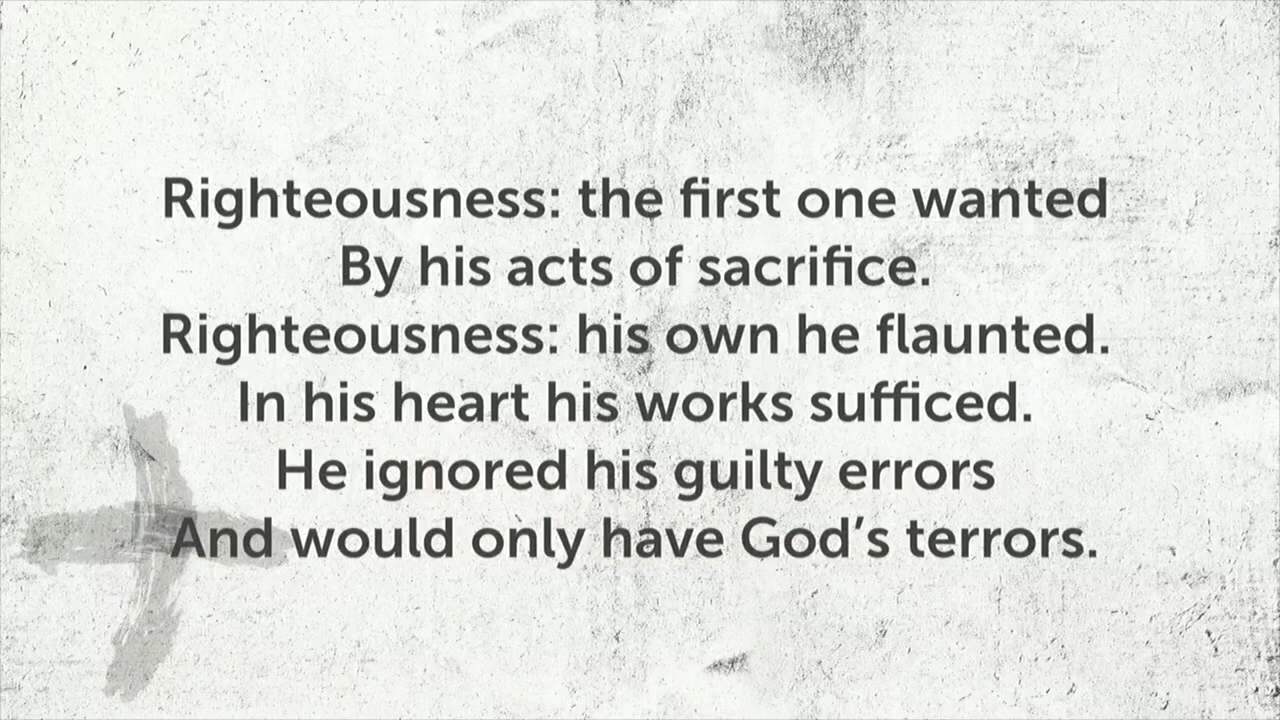 Righteousness: the first one wanted
By his acts of sacrifice.
Righteousness: his own he flaunted.
In his heart his works sufficed.
He ignored his guilty errors
And would only have God’s terrors.